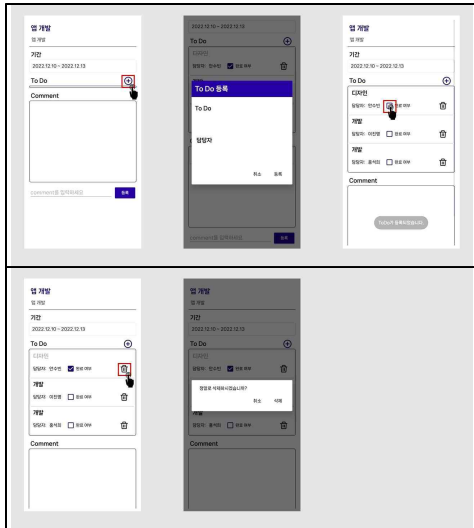 앱 개발
앱 개발
기간
2022.12.10 ~ 2022.12.13
To Do
Comment
comment를 입력하세요
등록
2022.12.10 ~ 2022.12.13
To Do
디자인
담당자: 안수빈 완료 여부
개발
To Do 등록
To Do
담당자
취소 등록
comment를 입력하세요
등록
앱 개발
앱 개발
기간
2022.12.10 ~ 2022.12.13
To Do
디자인
담당자: 안수빈 완료 여부
개발
담당자: 이진행 완료 여부
개발
담당자: 홍석희 완료 여부
Comment
ToDo가 등록되었습니다.
앱 개발
앱 개발
기간
2022.12.10 ~ 2022.12.13
To Do
디자인
담당자: 안수빈 완료 여부
개발
담당자: 이진행 완료 여부
개발
담당자: 홍석희 완료 여부
Comment
앱 개발
앱 개발
기간
2022.12.10 ~ 2022.12.13
To Do
디자인
담당자: 안수빈 완료 여부
정말로 삭제하시겠습니까?
취소 삭제
개발
담당자: 홍석희 완료 여부
Comment